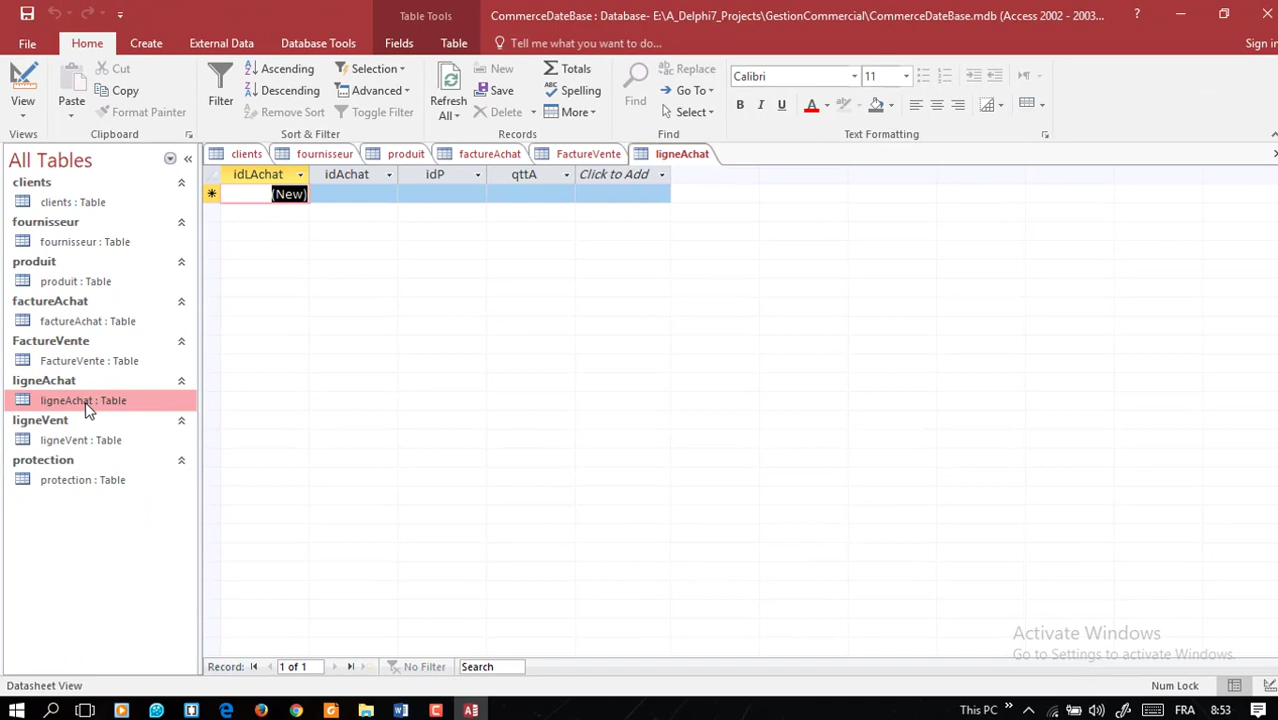 Table Tools
CommerceDateBase : Database- E:\A_Delphi7_Projects\GestionCommercial\CommerceDateBase.mdb (Access 2002 - 2003...
?
File Home Create External Data Database Tools Fields Table Tell me what you want to do... Sign in
View
Views
Paste
Cut
Copy
Format Painter
Clipboard
Filter
Ascending
Descending
Remove Sort
Selection
Advanced
Toggle Filter
Sort & Filter
Refresh
All
New
Save
Delete
Totals
Spelling
More
Records
Find
Replace
Go To
Select
Find
Calibri 11
B I U A
Text Formatting
All Tables
clients
clients : Table
fournisseur
fournisseur : Table
produit
produit : Table
factureAchat
factureAchat : Table
FactureVente
FactureVente : Table
ligneAchat
ligneAchat : Table
ligneVent
ligneVent : Table
protection
protection : Table
clients fournisseur produit factureAchat FactureVente ligneAchat
idLAchat idAchat idP qttA Click to Add
(New)
Activate Windows
Go to Settings to activate Windows.
Record: 1 of 1 No Filter Search
Datasheet View Num Lock
This PC FRA 8:53